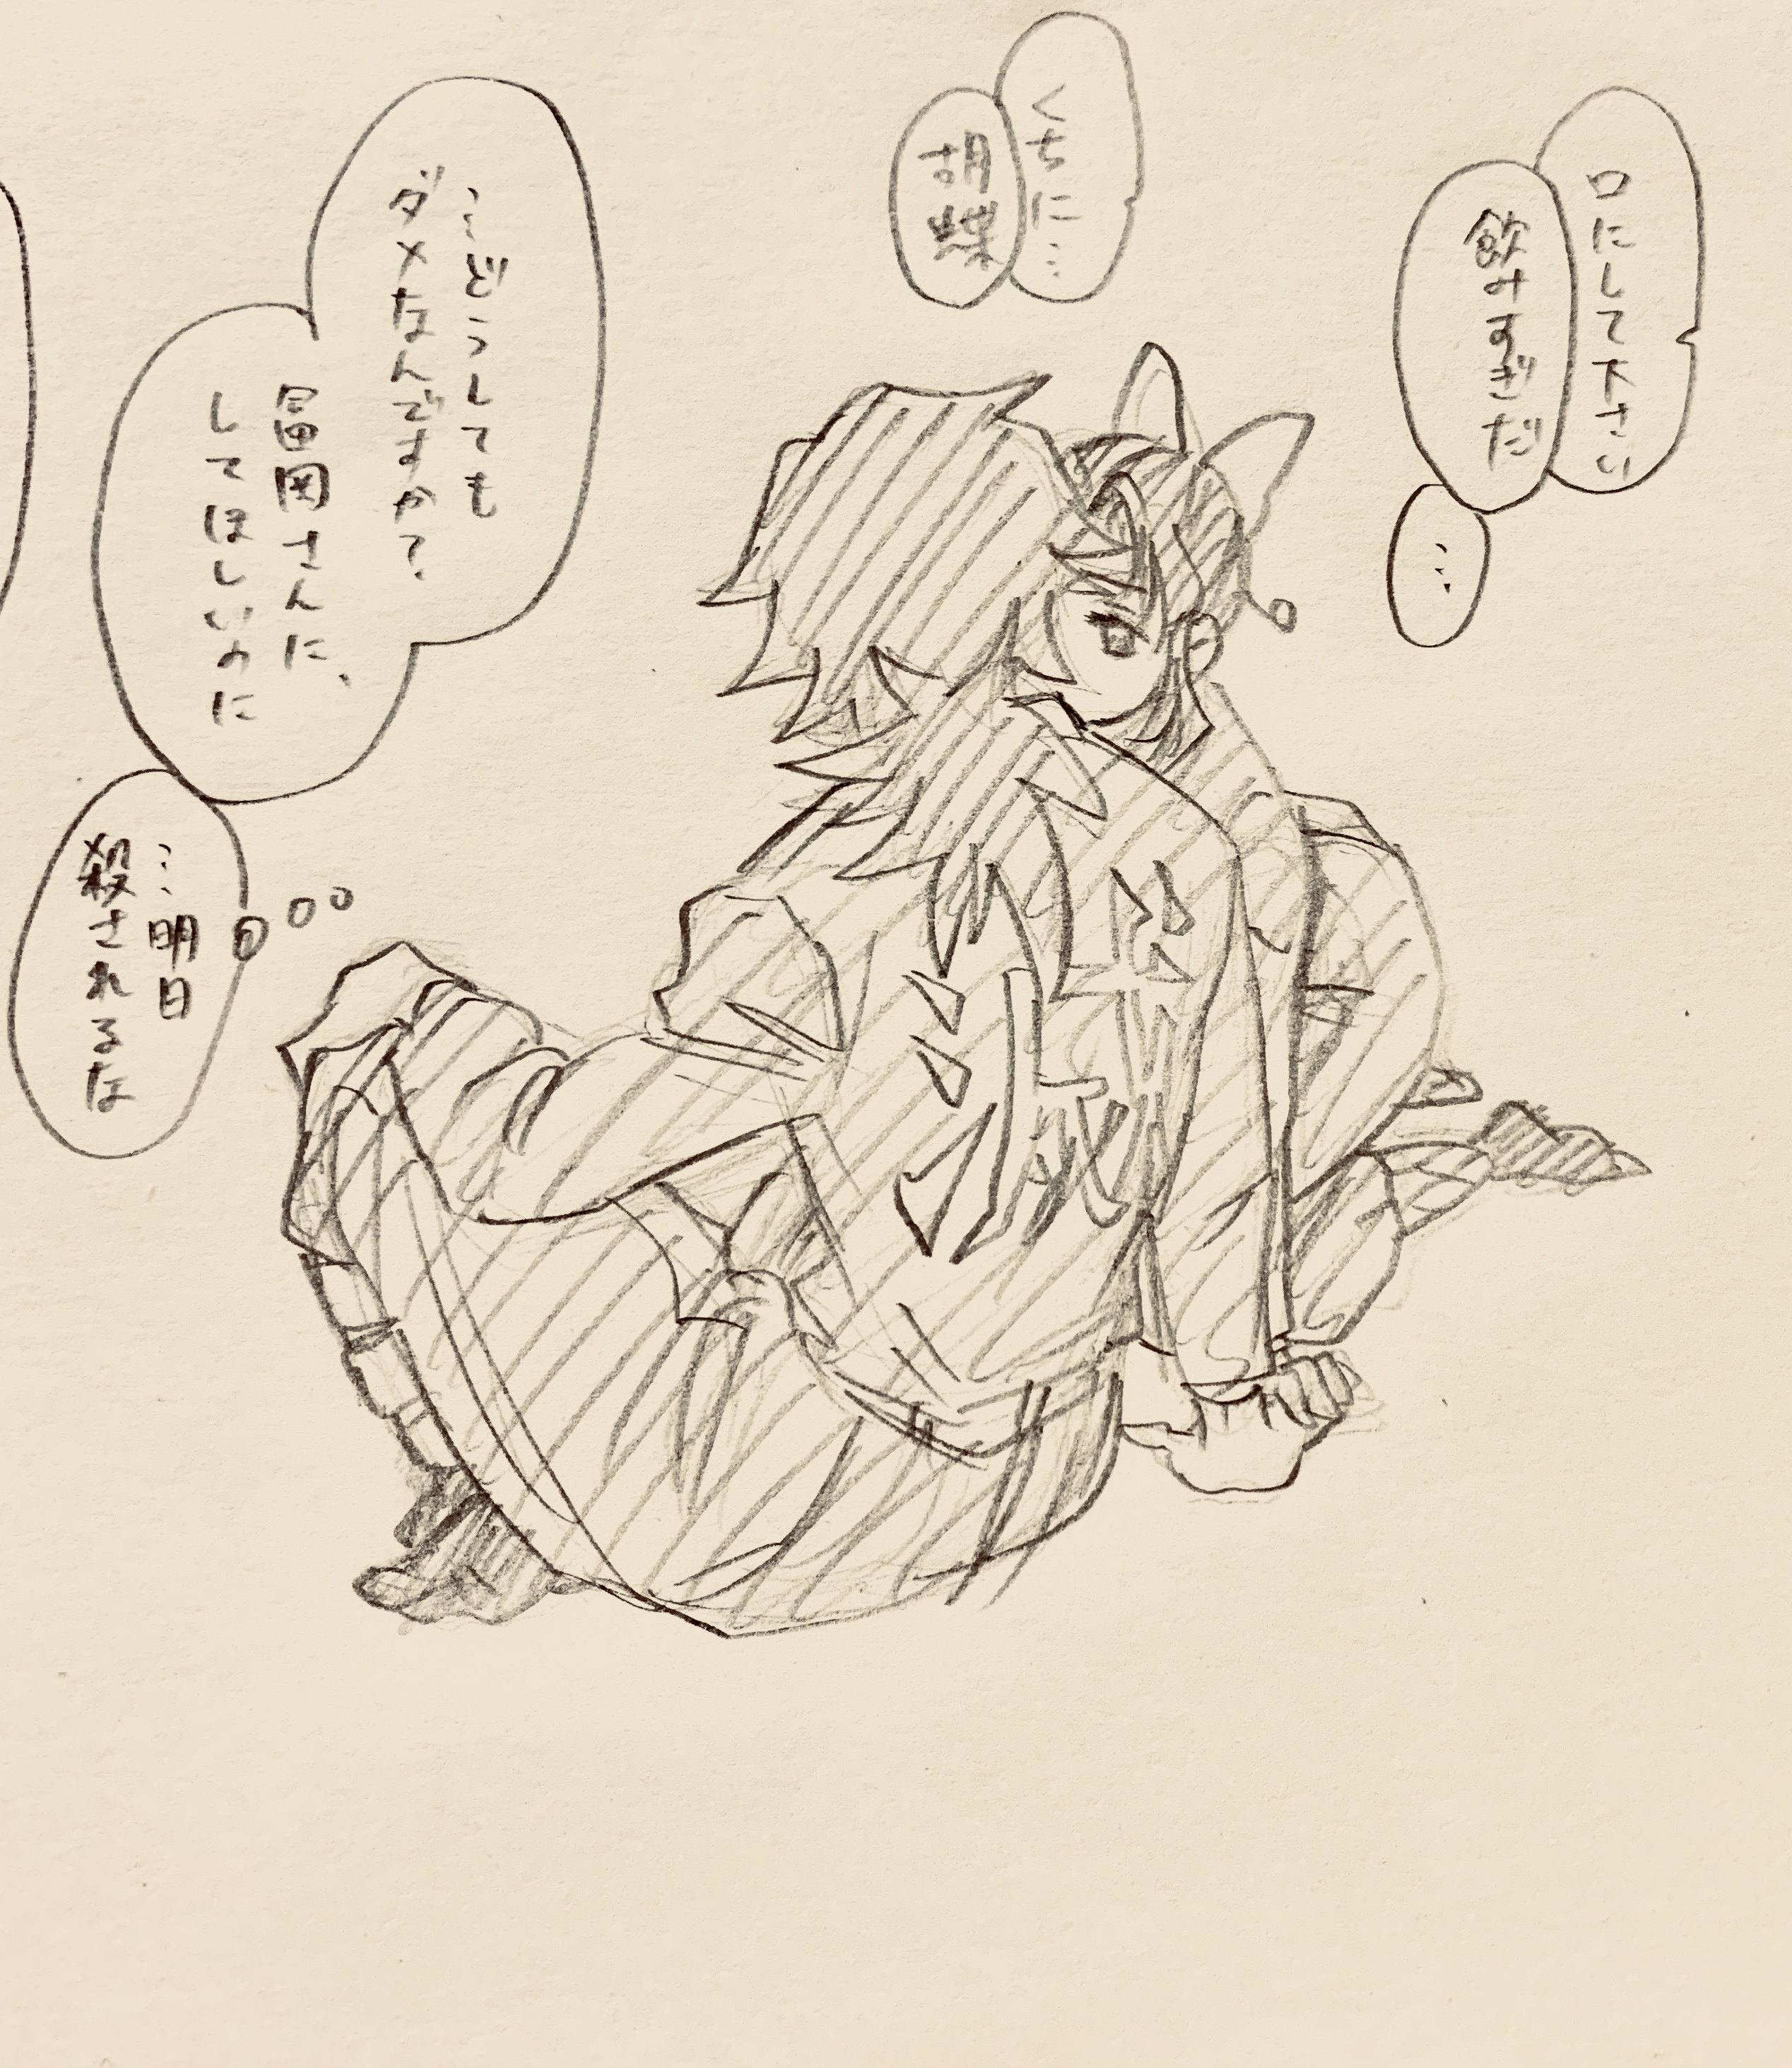 口にして下さい
飲みすぎだ
…
くちに…
胡蝶
…どうしても
ダメなんですか？
冨岡さんに、
してほしいのに
…明日
殺されるな